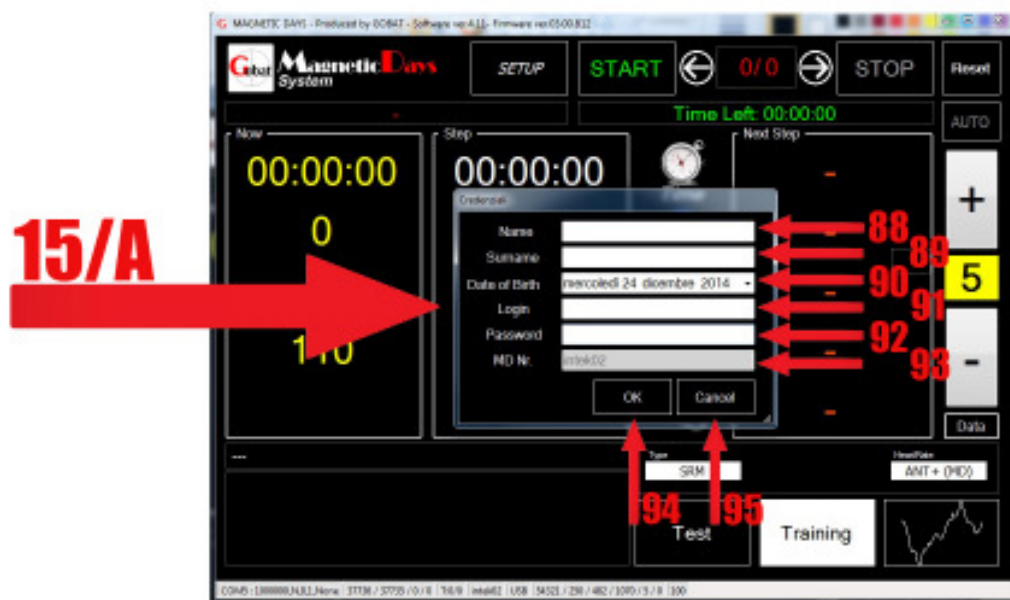 G MAGNETIC DAYS - Produced by GOBAT - Software ver.4.11- Firmware ver.03.00.B12
Gobat MagneticDays
System
SETUP
START
0/0
STOP
Reset
-
Time Left: 00:00:00
AUTO
Now
Step
Next Step
00:00:00
00:00:00
Time
-
+
15/A
0
Credenziali
Name
88
-
Surname
89
Date of Birth
mercoledì 24 dicembre 2014
90
-
5
Login
91
Password
92
110
MD Nr.
intek02
93
-
-
OK
Cancel
-
Data
---
Type
SRM
HeartRate
ANT+ (MD)
94
95
Test
Training